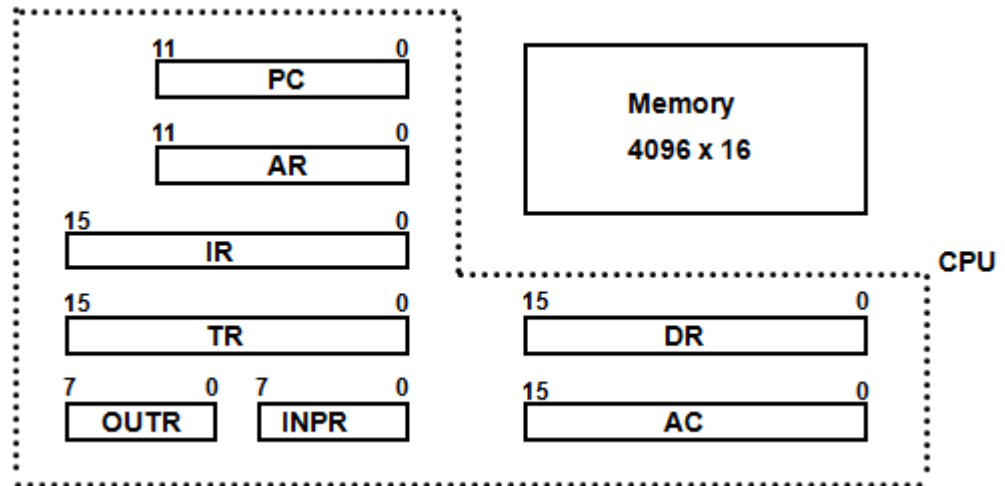 11 0
PC
11 0
AR
15 0
IR
15 0
TR
7 0
OUTR
7 0
INPR
Memory
4096 x 16
CPU
15 0
DR
15 0
AC